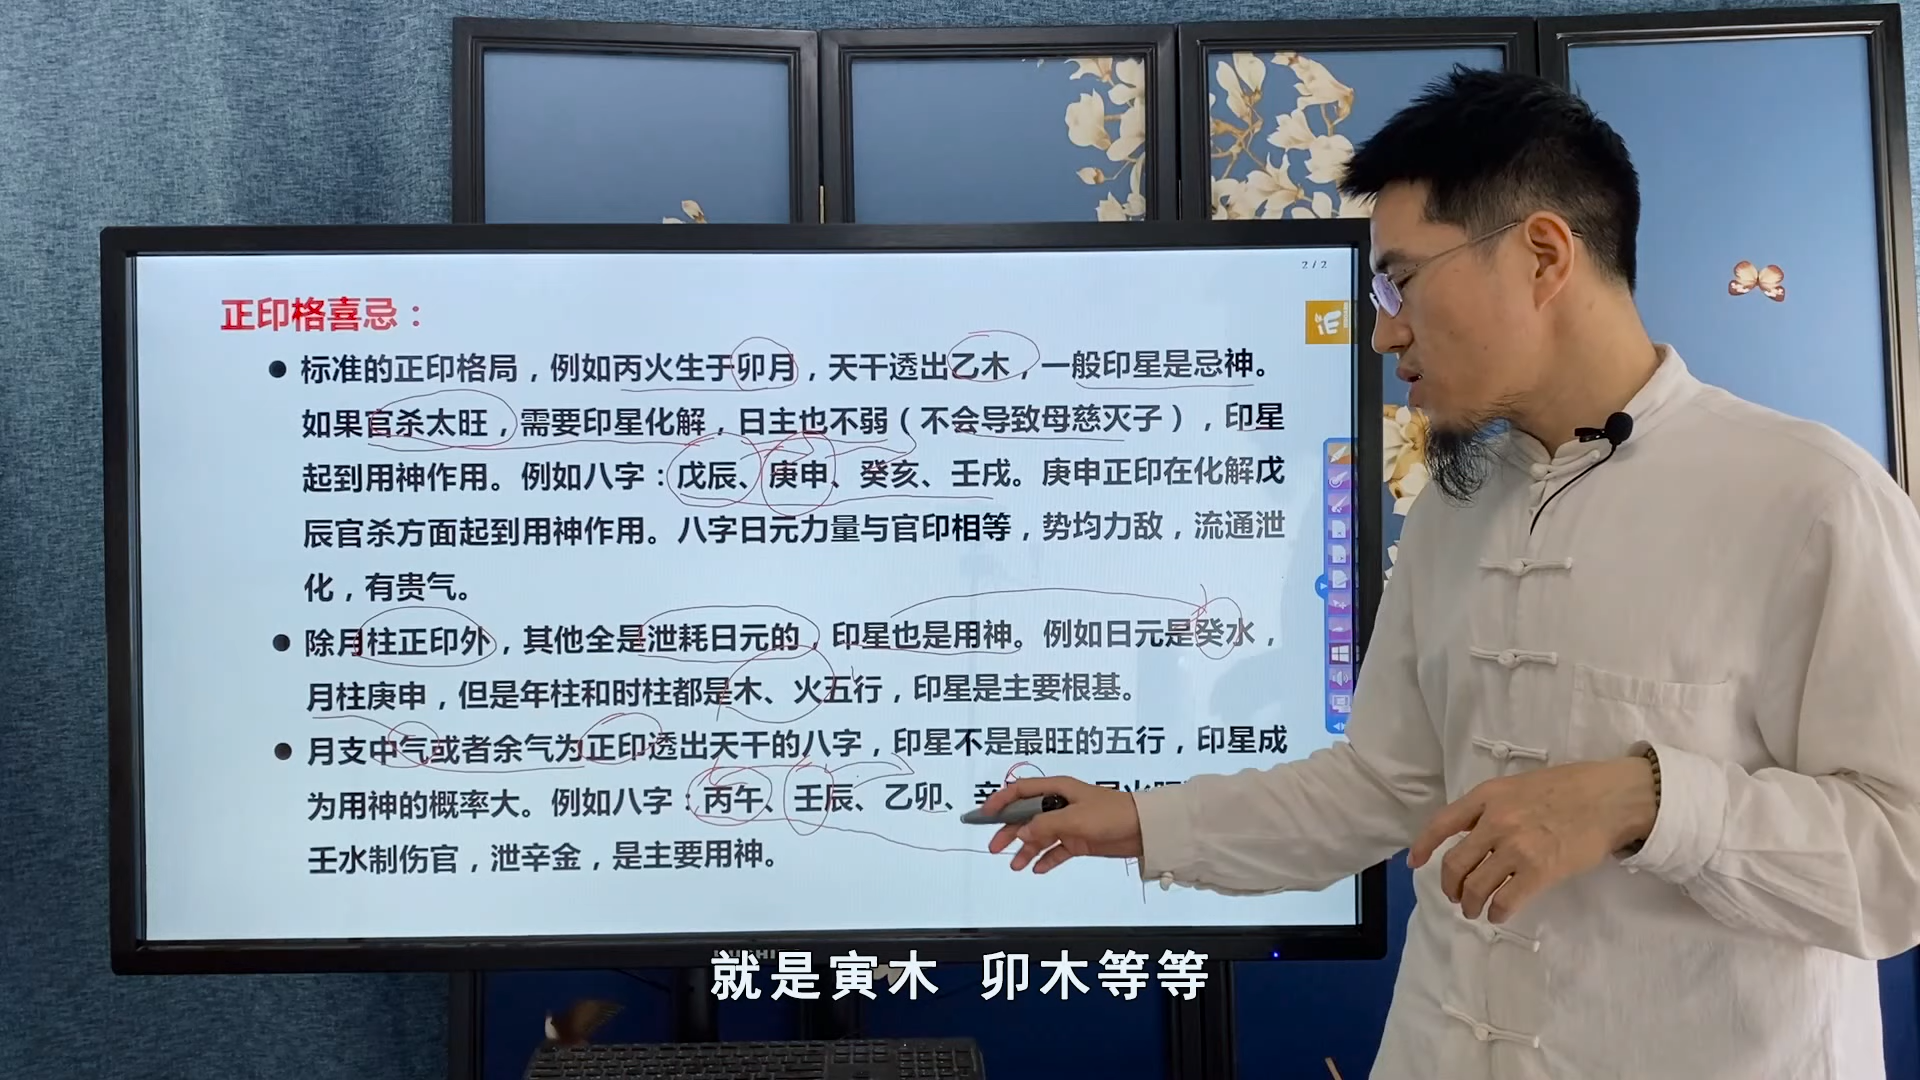 2 / 2
正印格喜忌：
● 标准的正印格局，例如丙火生于卯月，天干透出乙木，一般印星是忌神。
如果官杀太旺，需要印星化解，日主也不弱（不会导致母慈灭子），印星
起到用神作用。例如八字：戊辰、庚申、癸亥、壬戌。庚申正印在化解戊
辰官杀方面起到用神作用。八字日元力量与官印相等，势均力敌，流通泄
化，有贵气。
● 除月柱正印外，其他全是泄耗日元的，印星也是用神。例如日元是癸水，
月柱庚申，但是年柱和时柱都是木、火五行，印星是主要根基。
● 月支中气或者余气为正印透出天干的八字，印星不是最旺的五行，印星成
为用神的概率大。例如八字：丙午、壬辰、乙卯、辛
壬水制伤官，泄辛金，是主要用神。
就是寅木 卯木等等